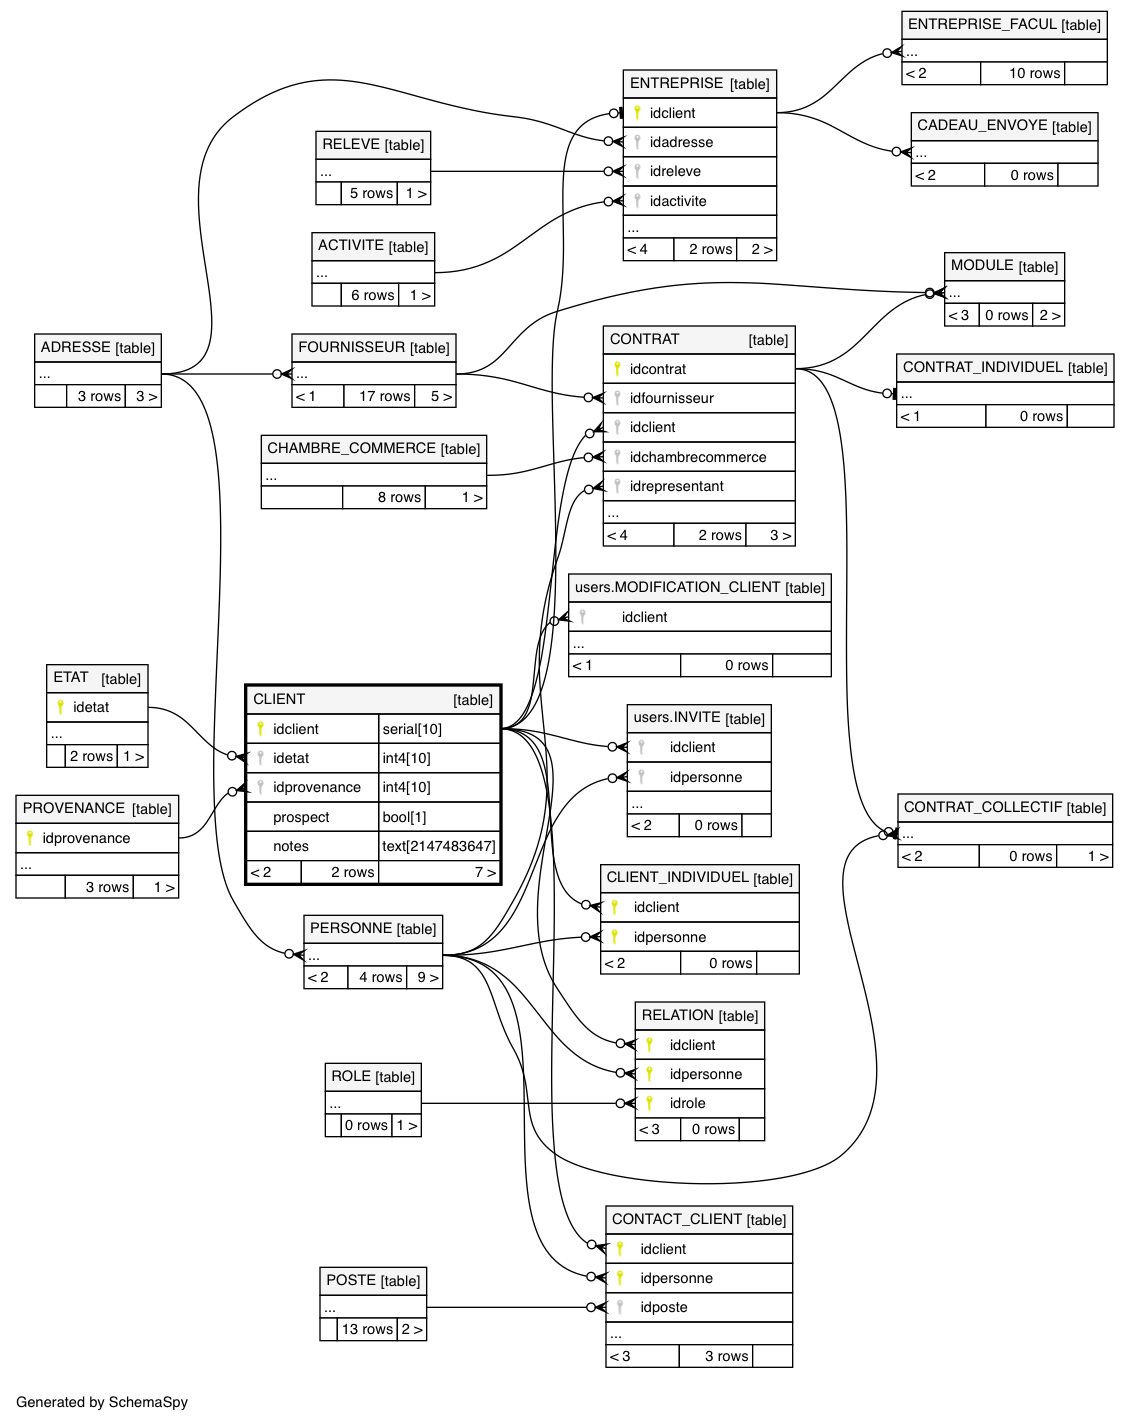 ENTREPRISE_FACUL [table]
...
< 2 10 rows
ENTREPRISE [table]
idclient
idadresse
idreleve
idactivite
...
< 4 2 rows 2 >
CADEAU_ENVOYE [table]
...
< 2 0 rows
RELEVE [table]
...
5 rows 1 >
ACTIVITE [table]
...
6 rows 1 >
MODULE [table]
...
< 3 0 rows 2 >
ADRESSE [table]
...
3 rows 3 >
FOURNISSEUR [table]
...
< 1 17 rows 5 >
CONTRAT [table]
idcontrat
idfournisseur
idclient
idchambrecommerce
idrepresentant
...
< 4 2 rows 3 >
CONTRAT_INDIVIDUEL [table]
...
< 1 0 rows
CHAMBRE_COMMERCE [table]
...
8 rows 1 >
users.MODIFICATION_CLIENT [table]
idclient
...
< 1 0 rows
ETAT [table]
idetat
...
2 rows 1 >
CLIENT [table]
idclient serial[10]
idetat int4[10]
idprovenance int4[10]
prospect bool[1]
notes text[2147483647]
< 2 2 rows 7 >
users.INVITE [table]
idclient
idpersonne
...
< 2 0 rows
PROVENANCE [table]
idprovenance
...
3 rows 1 >
CONTRAT_COLLECTIF [table]
...
< 2 0 rows 1 >
CLIENT_INDIVIDUEL [table]
idclient
idpersonne
< 2 0 rows
PERSONNE [table]
...
< 2 4 rows 9 >
RELATION [table]
idclient
idpersonne
idrole
< 3 0 rows
ROLE [table]
...
0 rows 1 >
CONTACT_CLIENT [table]
idclient
idpersonne
idposte
...
< 3 3 rows
POSTE [table]
...
13 rows 2 >
Generated by SchemaSpy